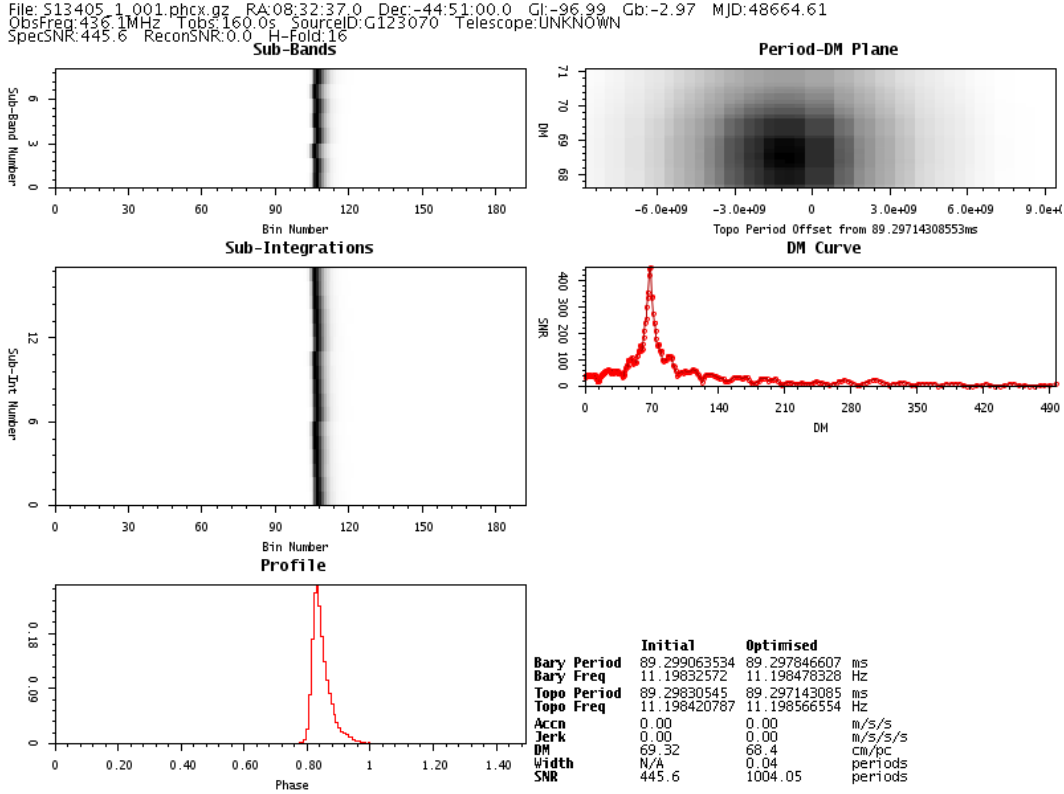 File: S13405_1_001.phcx.gz RA:08:32:37.0 Dec:-44:51:00.0 Gl:-96.99 Gb:-2.97 MJD:48664.61
ObsFreq:436.1MHz Tobs:160.0s SourceID:G123070 Telescope:UNKNOWN
SpecSNR:445.6 ReconSNR:0.0 H-Fold:16
Sub-Bands
Sub-Band Number
0 3 6
0 30 60 90 120 150 180
Bin Number
Period-DM Plane
DM
68 69 70 71
-6.0e+09 -3.0e+09 0 3.0e+09 6.0e+09 9.0e+(
Topo Period Offset from 89.29714308553ms
Sub-Integrations
Sub-Int Number
0 6 12
0 30 60 90 120 150 180
Bin Number
DM Curve
SNR
0 100 200 300 400
0 70 140 210 280 350 420 490
DM
Profile
0 0.09 0.18
0 0.20 0.40 0.60 0.80 1 1.20 1.40
Phase
Initial Optimised
Bary Period 89.299063534 89.297846607 ms
Bary Freq 11.19832572 11.198478328 Hz
Topo Period 89.29830545 89.297143085 ms
Topo Freq 11.198420787 11.198566554 Hz
Accn 0.00 0.00 m/s/s
Jerk 0.00 0.00 m/s/s/s
DM 69.32 68.4 cm/pc
Width N/A 0.04 periods
SNR 445.6 1004.05 periods